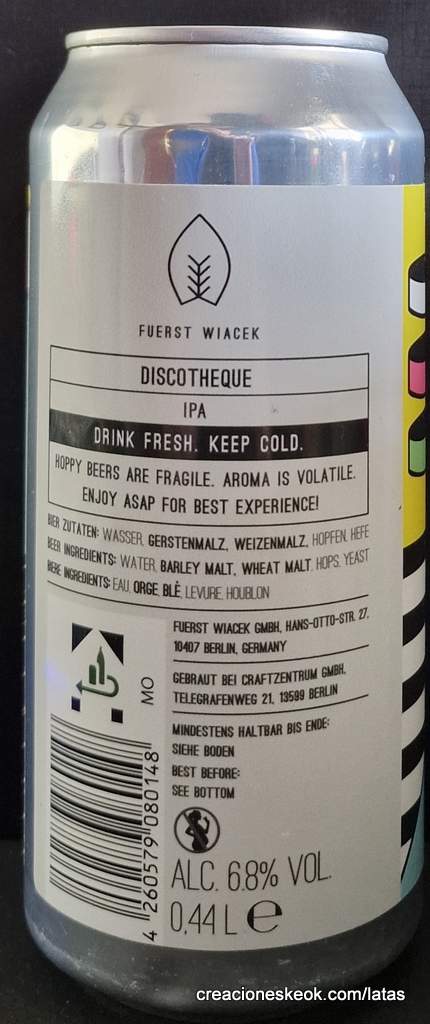 FUERST WIACEK
DISCOTHEQUE
IPA
DRINK FRESH. KEEP COLD.
HOPPY BEERS ARE FRAGILE. AROMA IS VOLATILE.
ENJOY ASAP FOR BEST EXPERIENCE!
BIER ZUTATEN: WASSER, GERSTENMALZ, WEIZENMALZ, HOPFEN, HEFE
BEER INGREDIENTS: WATER, BARLEY MALT, WHEAT MALT, HOPS, YEAST
BIERE INGREDIENTS: EAU, ORGE, BLÈ, LEVURE, HOUBLON
FUERST WIACEK GMBH, HANS-OTTO-STR. 27,
10407 BERLIN, GERMANY
GEBRAUT BEI CRAFTZENTRUM GMBH,
TELEGRAFENWEG 21, 13599 BERLIN
MINDESTENS HALTBAR BIS ENDE:
SIEHE BODEN
BEST BEFORE:
SEE BOTTOM
MO
4 260579 080148
ALC. 6.8% VOL.
0,44 L e
creacioneskeok.com/latas